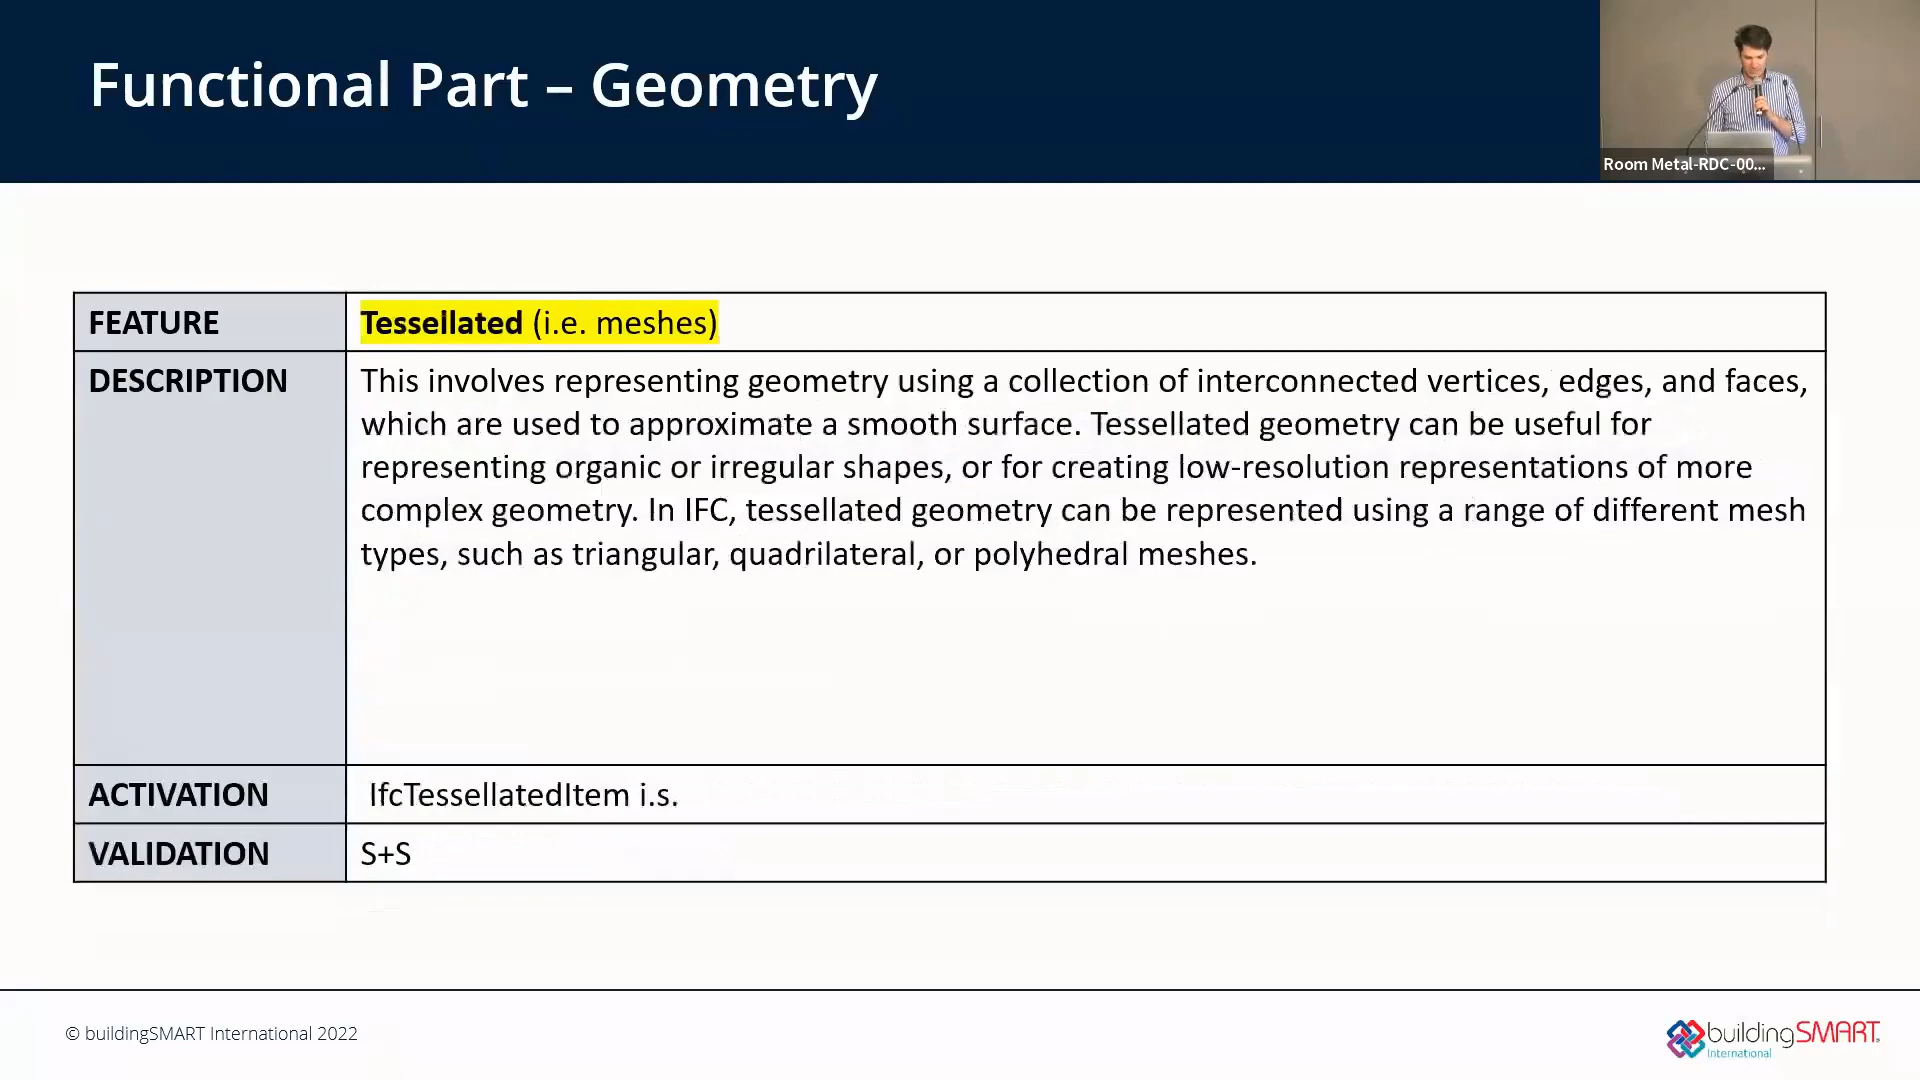 Functional Part – Geometry
Room Metal-RDC-00...
FEATURE
Tessellated (i.e. meshes)
DESCRIPTION
This involves representing geometry using a collection of interconnected vertices, edges, and faces,
which are used to approximate a smooth surface. Tessellated geometry can be useful for
representing organic or irregular shapes, or for creating low-resolution representations of more
complex geometry. In IFC, tessellated geometry can be represented using a range of different mesh
types, such as triangular, quadrilateral, or polyhedral meshes.
ACTIVATION
IfcTessellatedItem i.s.
VALIDATION
S+S
© buildingSMART International 2022
buildingSMART
International